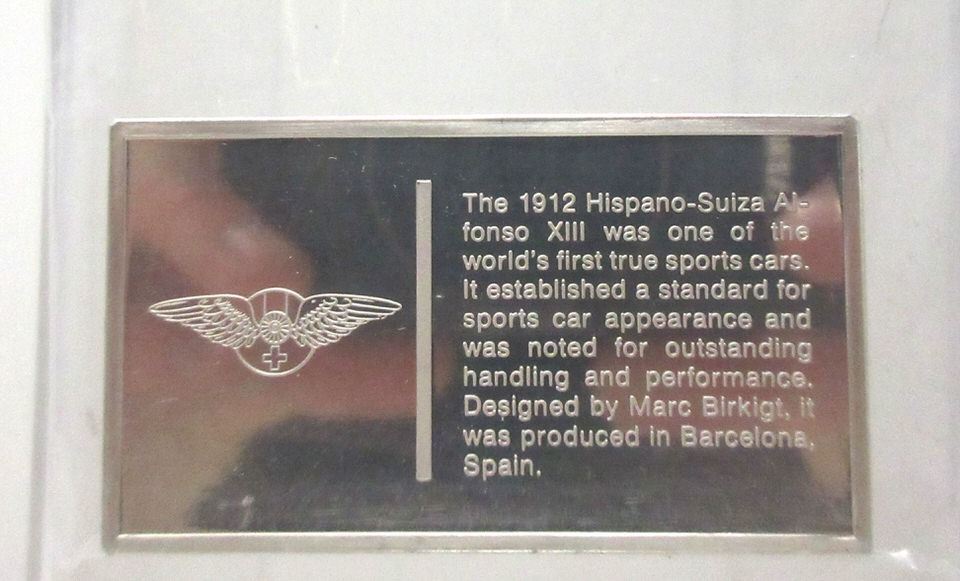 The 1912 Hispano-Suiza Al-
fonso XIII was one of the
world's first true sports cars.
It established a standard for
sports car appearance and
was noted for outstanding
handling and performance.
Designed by Marc Birkigt, it
was produced in Barcelona,
Spain.